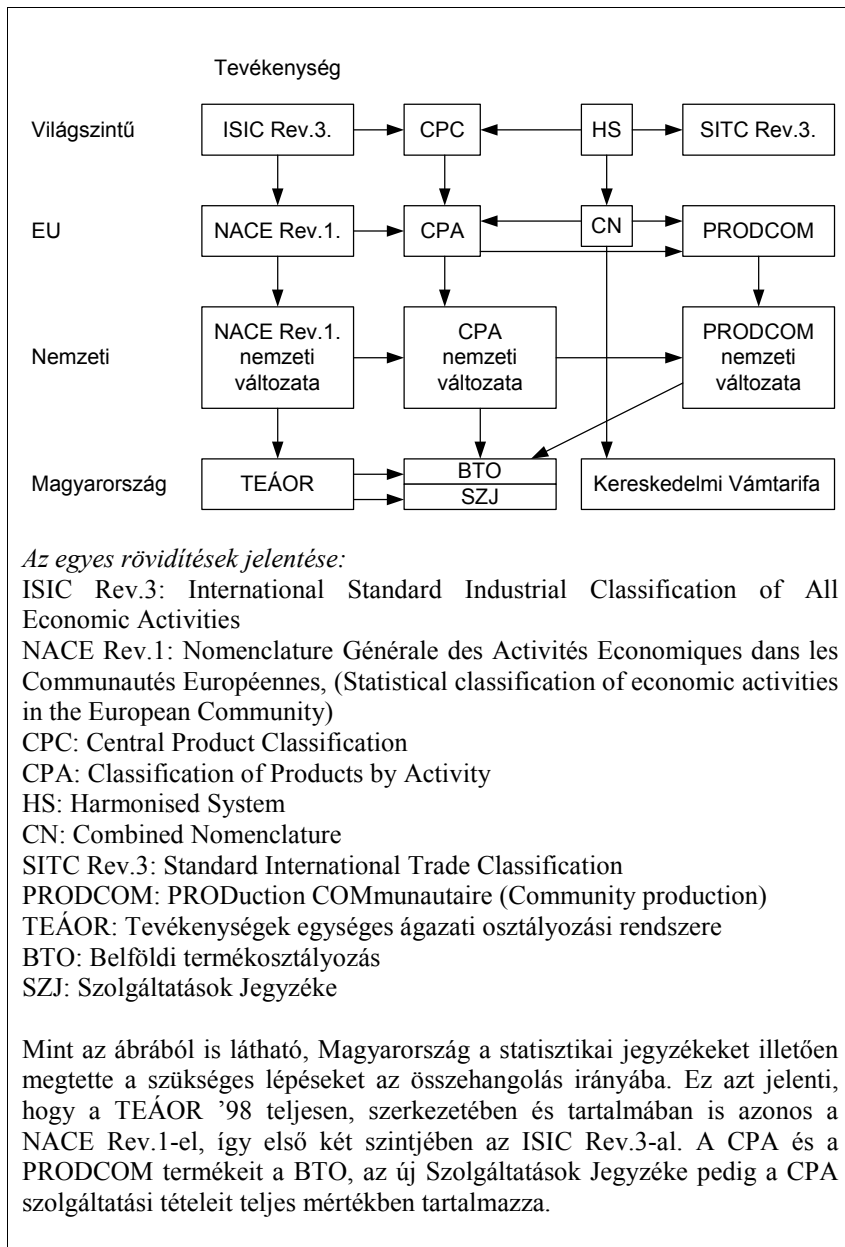 Tevékenység
Világszintű
ISIC Rev.3.
CPC
HS
SITC Rev.3.
EU
NACE Rev.1.
CPA
CN
PRODCOM
Nemzeti
NACE Rev.1.
nemzeti
változata
CPA
nemzeti
változata
PRODCOM
nemzeti
változata
Magyarország
TEÁOR
BTO
SZJ
Kereskedelmi Vámtarifa
Az egyes rövidítések jelentése:
ISIC Rev.3: International Standard Industrial Classification of All
Economic Activities
NACE Rev.1: Nomenclature Générale des Activités Economiques dans les
Communautés Européennes, (Statistical classification of economic activities
in the European Community)
CPC: Central Product Classification
CPA: Classification of Products by Activity
HS: Harmonised System
CN: Combined Nomenclature
SITC Rev.3: Standard International Trade Classification
PRODCOM: PRODuction COMmunautaire (Community production)
TEÁOR: Tevékenységek egységes ágazati osztályozási rendszere
BTO: Belföldi termékosztályozás
SZJ: Szolgáltatások Jegyzéke
Mint az ábrából is látható, Magyarország a statisztikai jegyzékeket illetően
megtette a szükséges lépéseket az összehangolás irányába. Ez azt jelenti,
hogy a TEÁOR ’98 teljesen, szerkezetében és tartalmában is azonos a
NACE Rev.1-el, így első két szintjében az ISIC Rev.3-al. A CPA és a
PRODCOM termékeit a BTO, az új Szolgáltatások Jegyzéke pedig a CPA
szolgáltatási tételeit teljes mértékben tartalmazza.